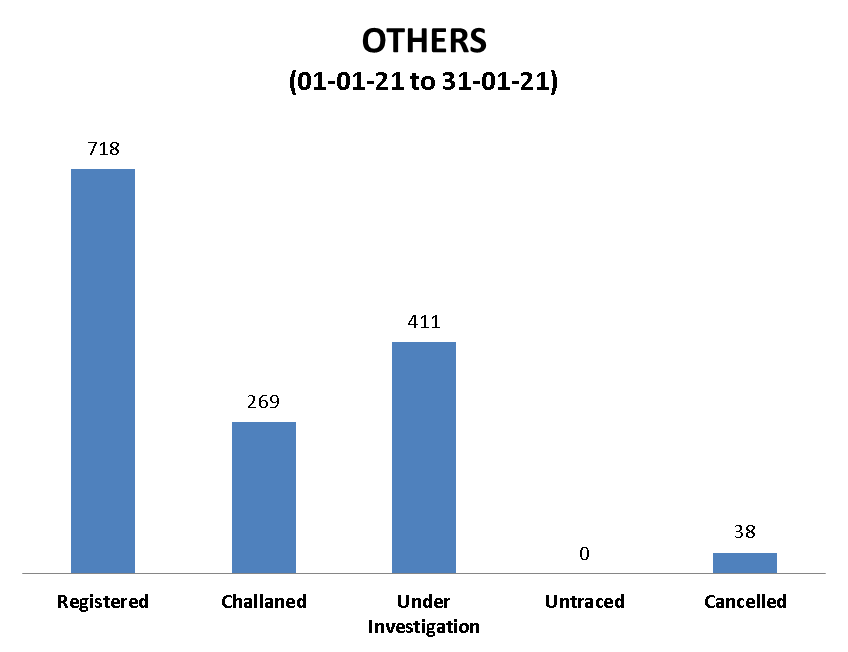 OTHERS
(01-01-21 to 31-01-21)
718
269
411
0
38
Registered
Challaned
Under
Investigation
Untraced
Cancelled